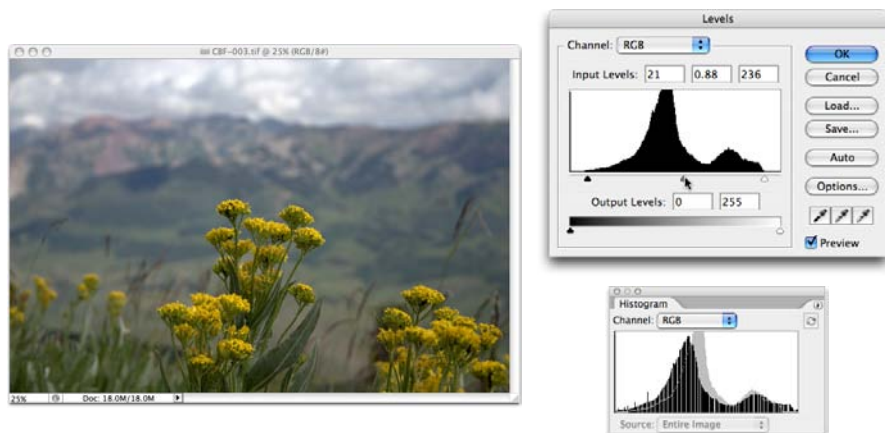 CBF-003.tif @ 25% (RGB/8#)
25%
Doc: 18.0M/18.0M
Levels
Channel: RGB
Input Levels: 21 0.88 236
Output Levels: 0 255
OK
Cancel
Load...
Save...
Auto
Options...
Preview
Histogram
Channel: RGB
Source: Entire Image